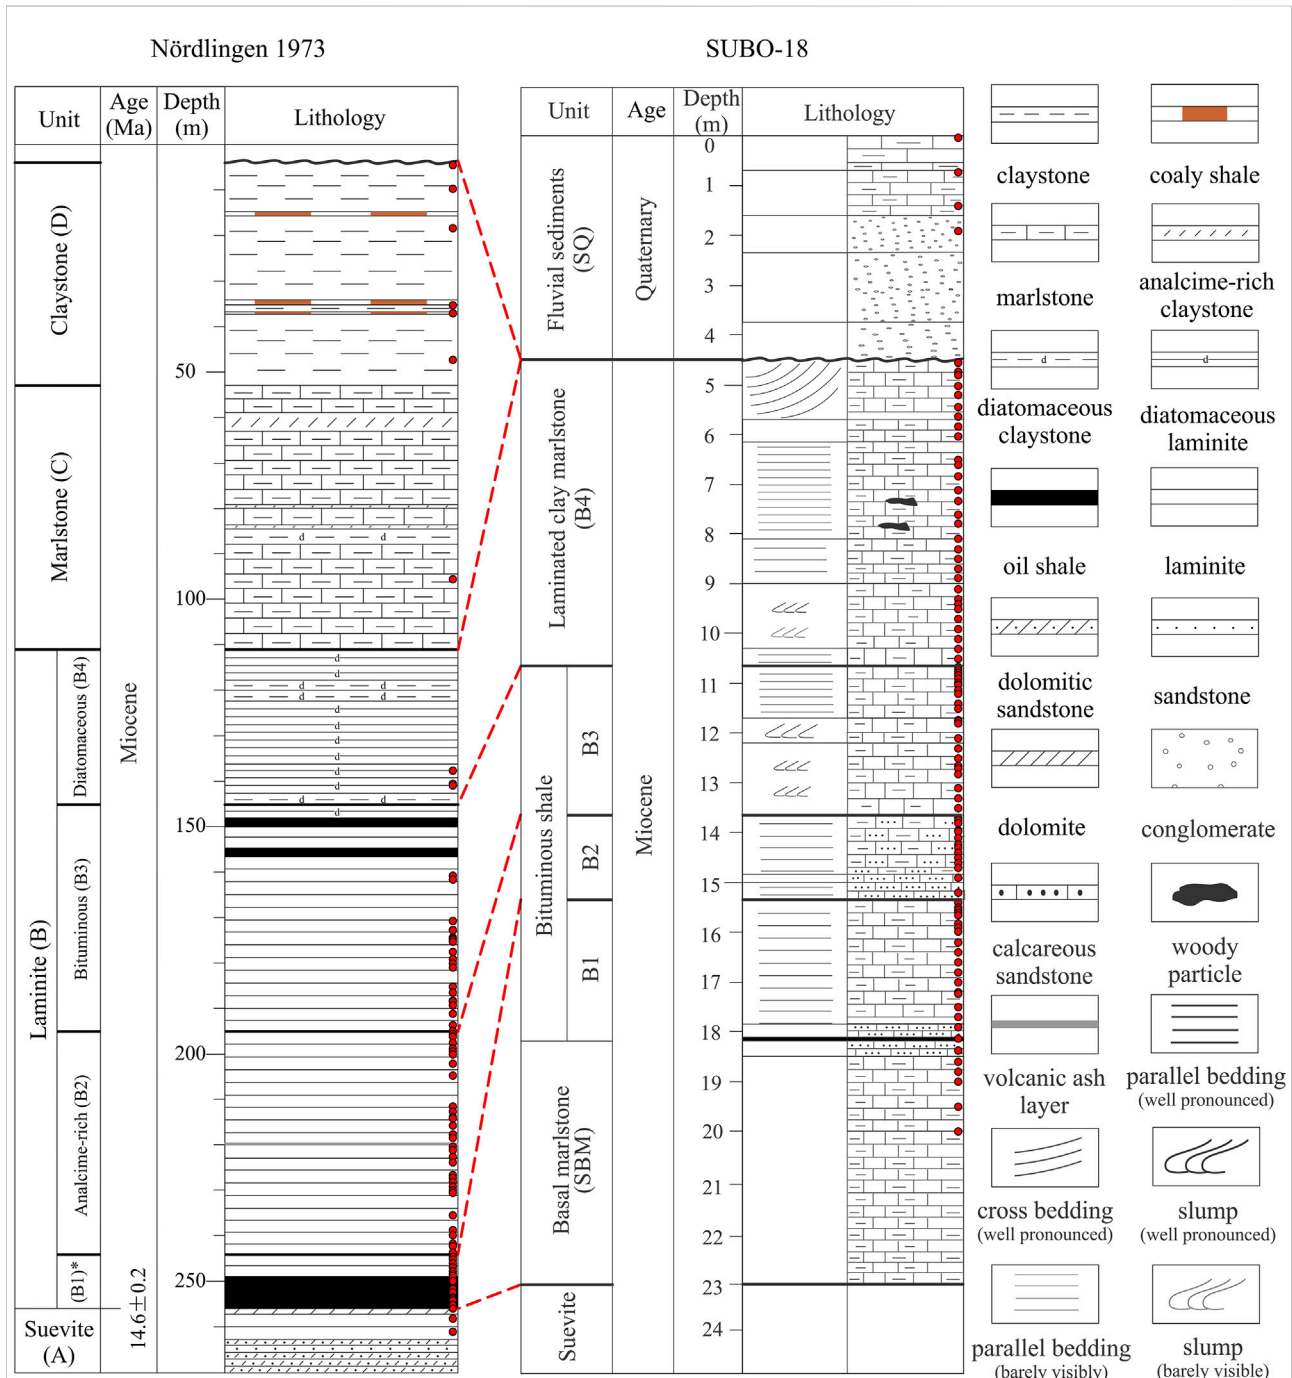 Nördlingen 1973
Unit
Age
(Ma)
Depth
(m)
Lithology
Claystone (D)
Marlstone (C)
Laminite (B)
Diatomaceous (B4)
Bituminous (B3)
Analcime-rich (B2)
(B1)*
Suevite
(A)
Miocene
14.6 ± 0.2
50
100
150
200
250
d
d
d d
d d
d
d
d
d
d
d
d
d
d d
d
d d
SUBO-18
Unit
Age
Depth
(m)
Lithology
Fluvial sediments
(SQ)
Laminated clay marlstone
(B4)
Bituminous shale
B3
B2
B1
Basal marlstone
(SBM)
Suevite
Quaternary
Miocene
0
1
2
3
4
5
6
7
8
9
10
11
12
13
14
15
16
17
18
19
20
21
22
23
24
claystone
coaly shale
marlstone
analcime-rich
claystone
d
d
diatomaceous
claystone
diatomaceous
laminite
oil shale
laminite
dolomitic
sandstone
sandstone
dolomite
conglomerate
calcareous
sandstone
woody
particle
volcanic ash
layer
parallel bedding
(well pronounced)
cross bedding
(well pronounced)
slump
(well pronounced)
parallel bedding
(barely visibly)
slump
(barely visible)